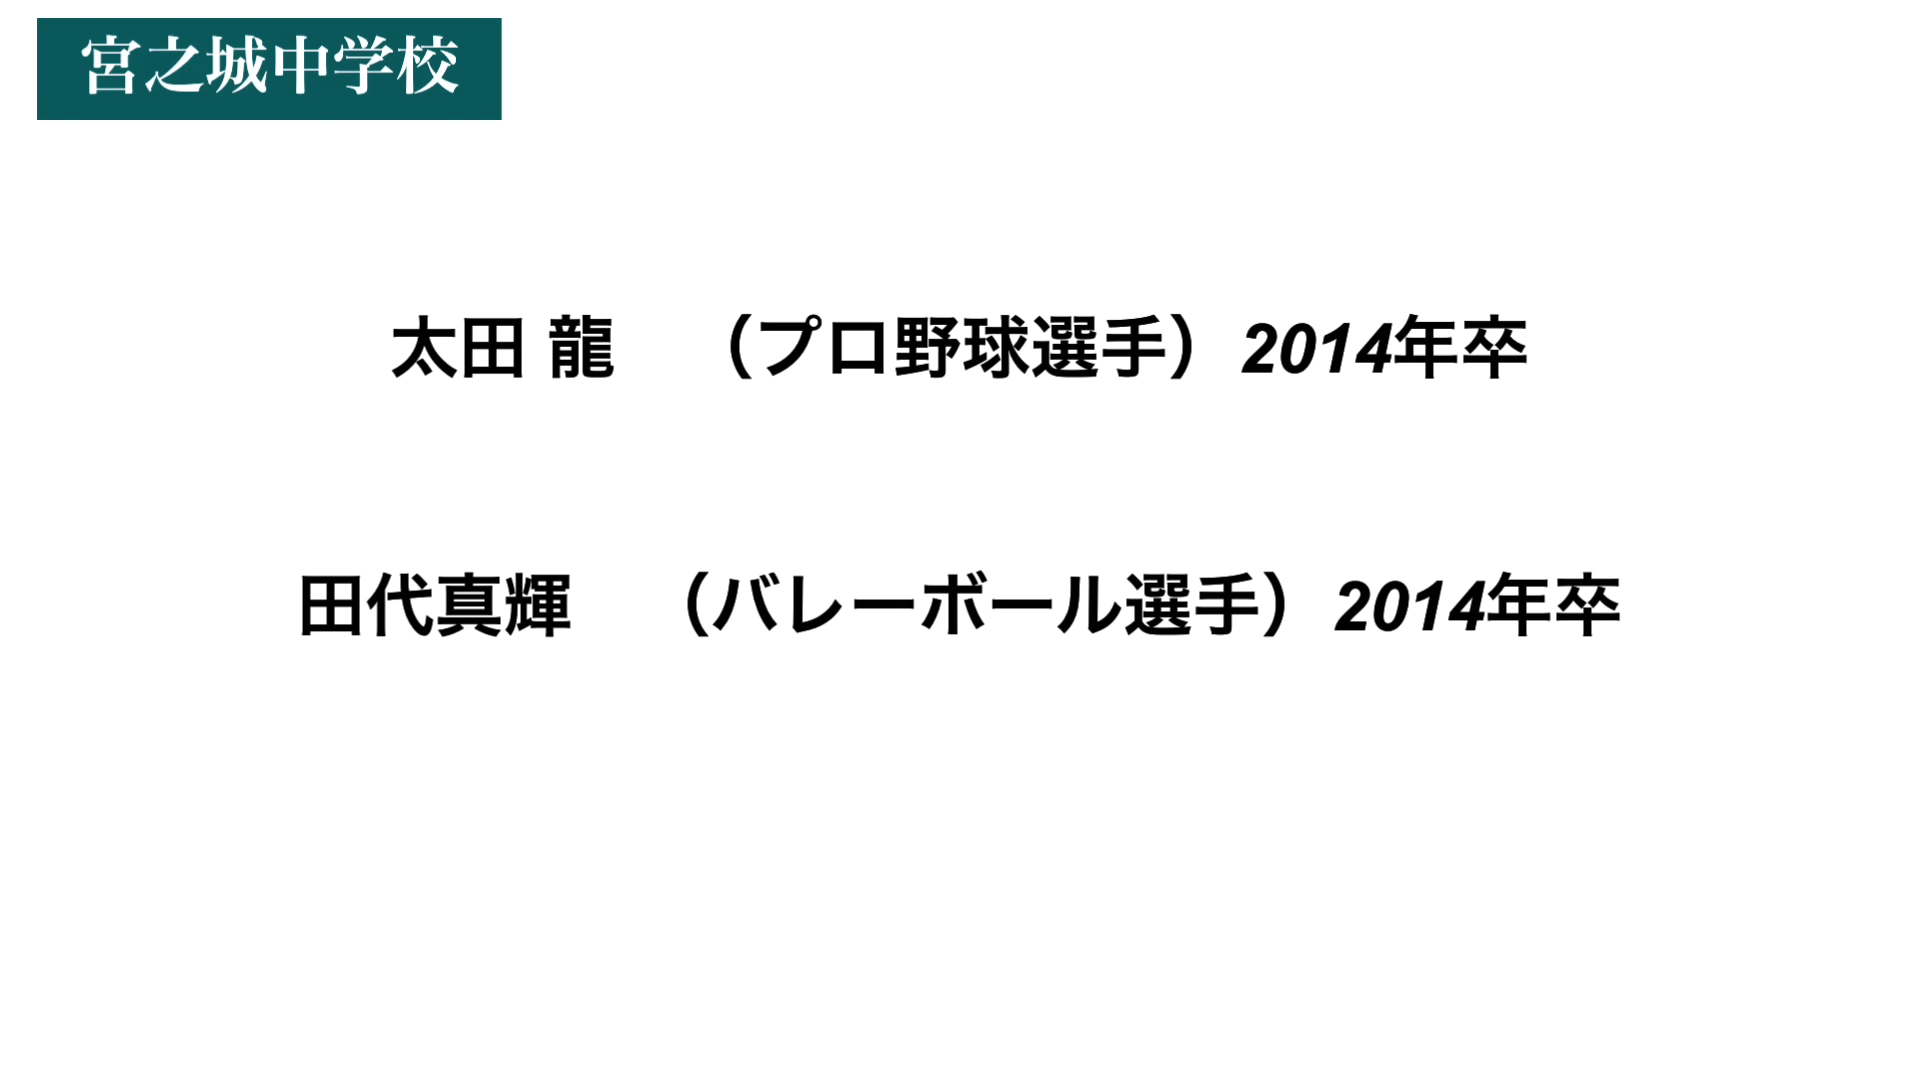 宮之城中学校
太田 龍　（プロ野球選手）2014年卒
田代真輝　（バレーボール選手）2014年卒